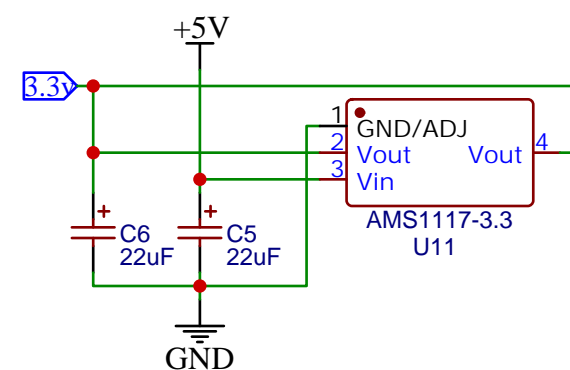 +5V
3.3v
1
GND/ADJ
2
Vout
Vout
4
3
Vin
+
C6
22uF
+
C5
22uF
AMS1117-3.3
U11
GND